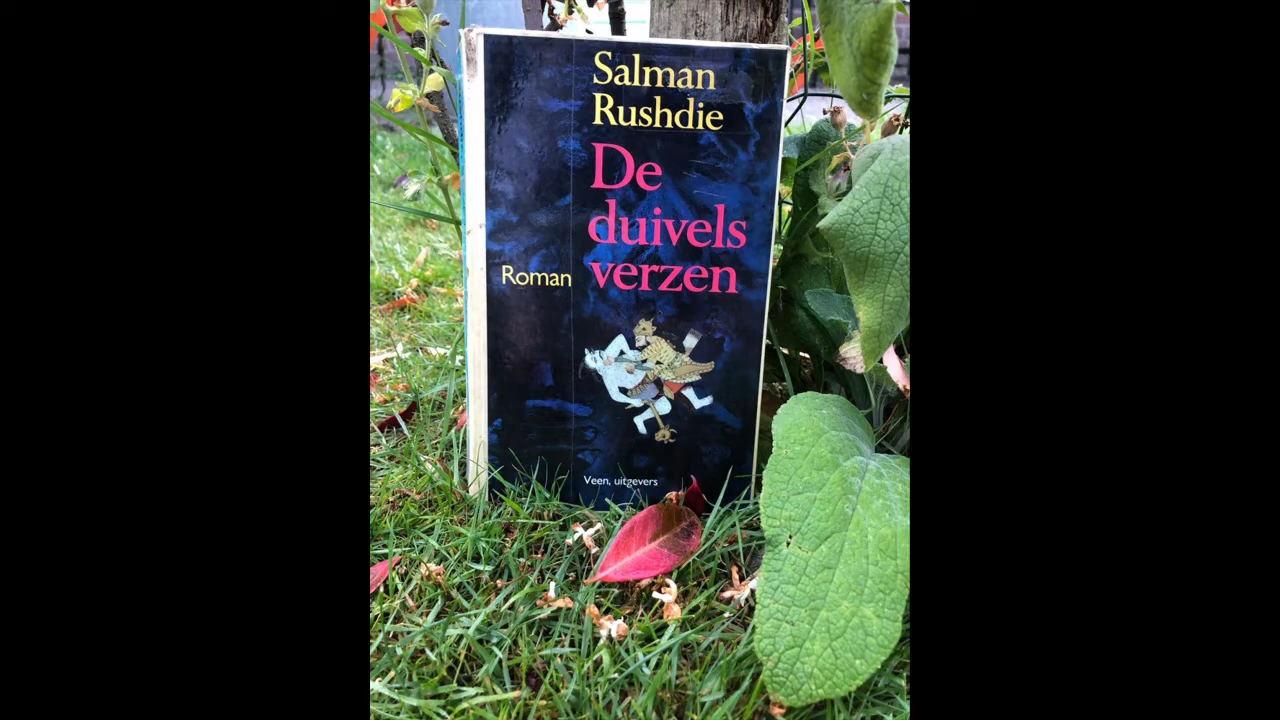 Salman
Rushdie
De
duivels
verzen
Roman
Veen, uitgevers